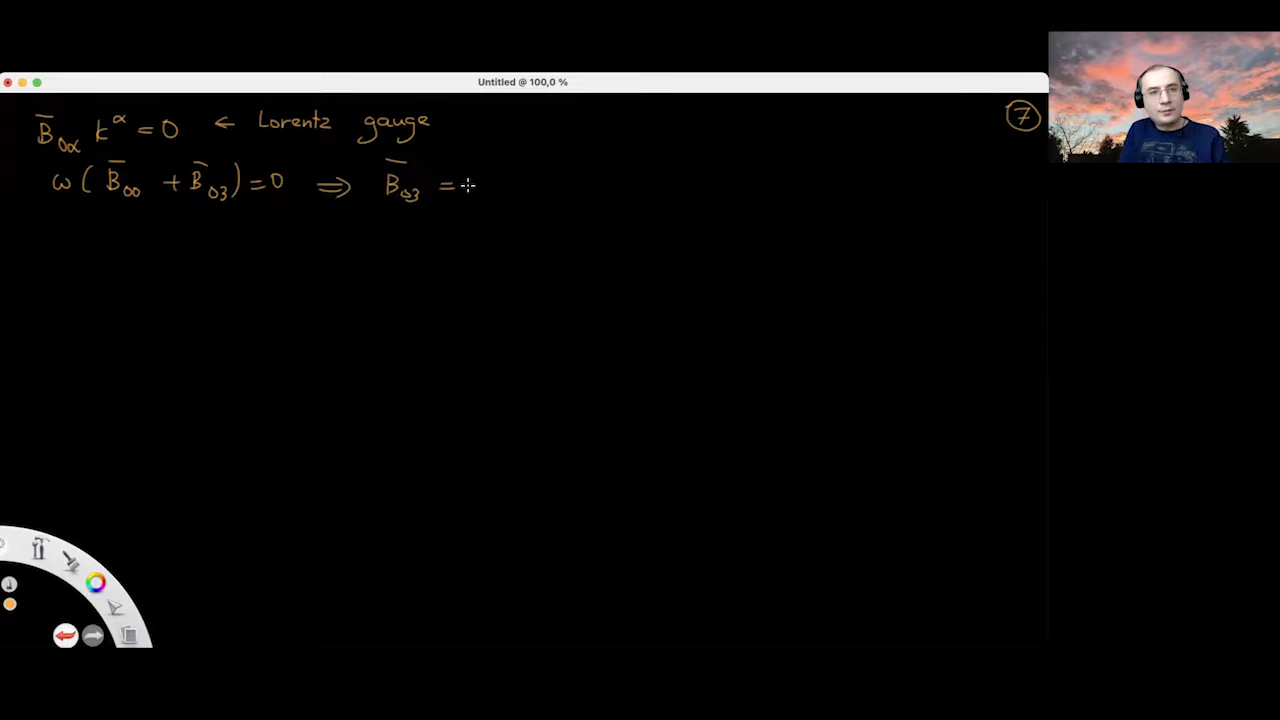 Untitled @ 100,0 %
B̅₀α k^α = 0 ← Lorentz gauge
⑦
ω ( B̅₀₀ + B̅₀₃ ) = 0 ⇒ B̅₀₃ =